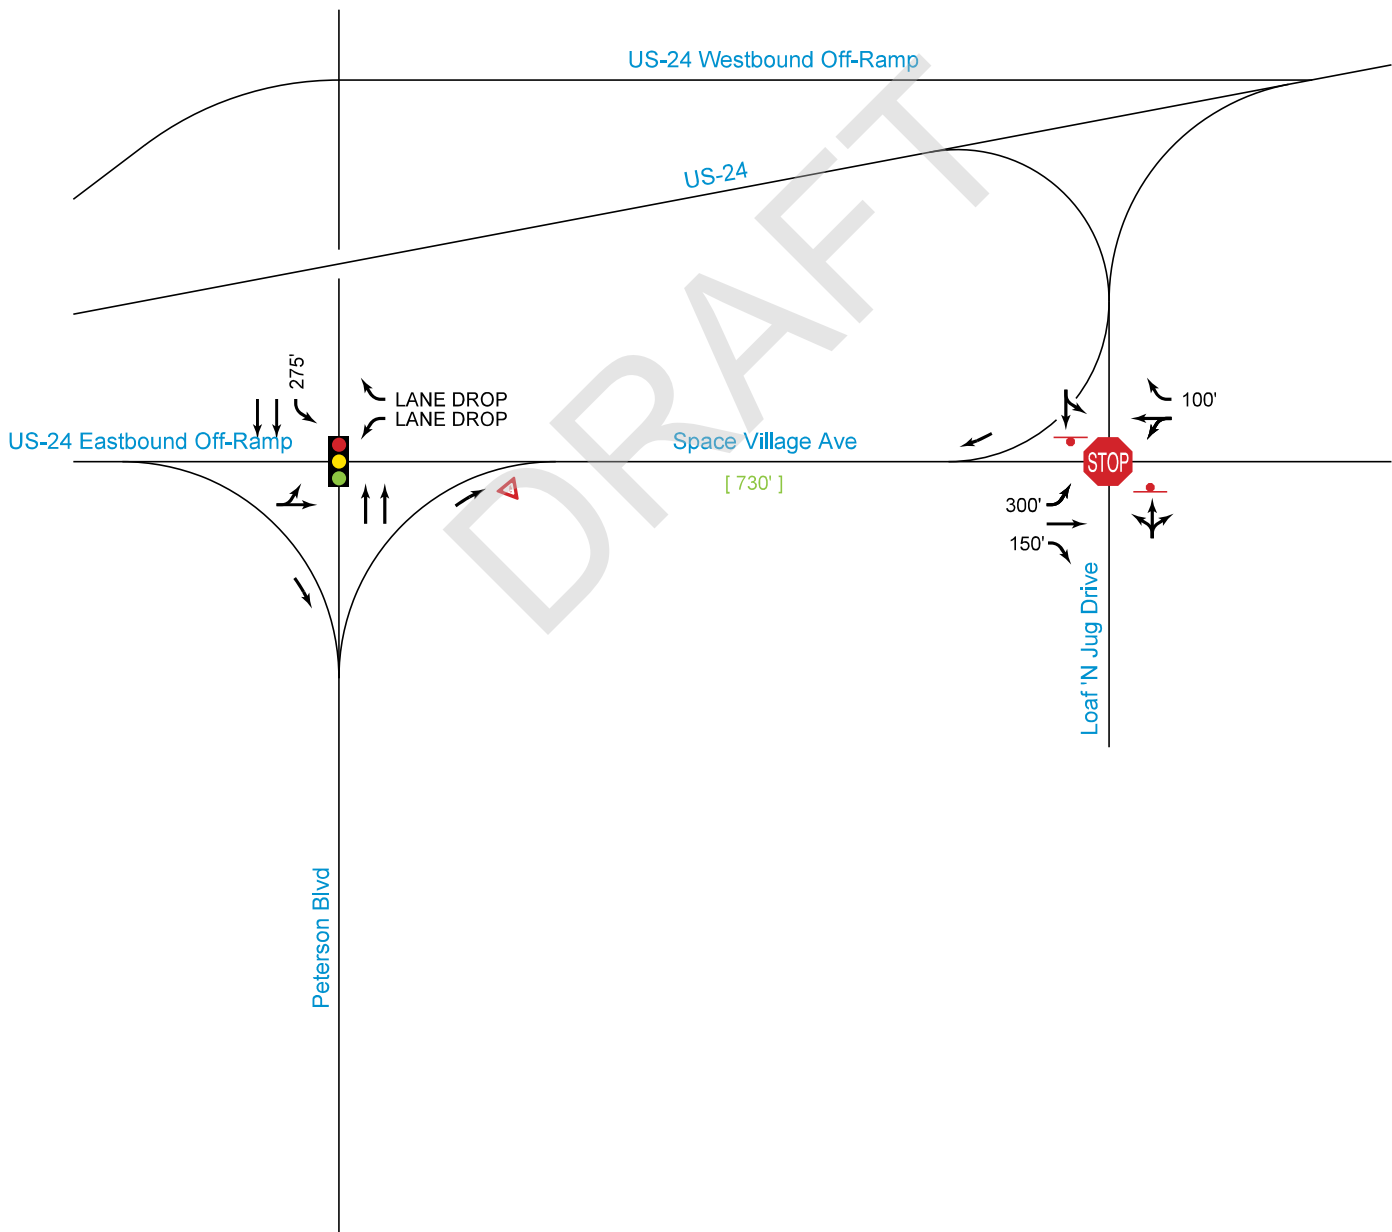 US-24 Westbound Off-Ramp
US-24
DRAFT
275'
LANE DROP
LANE DROP
100'
US-24 Eastbound Off-Ramp
Space Village Ave
STOP
[ 730' ]
300'
150'
Loaf 'N Jug Drive
Peterson Blvd